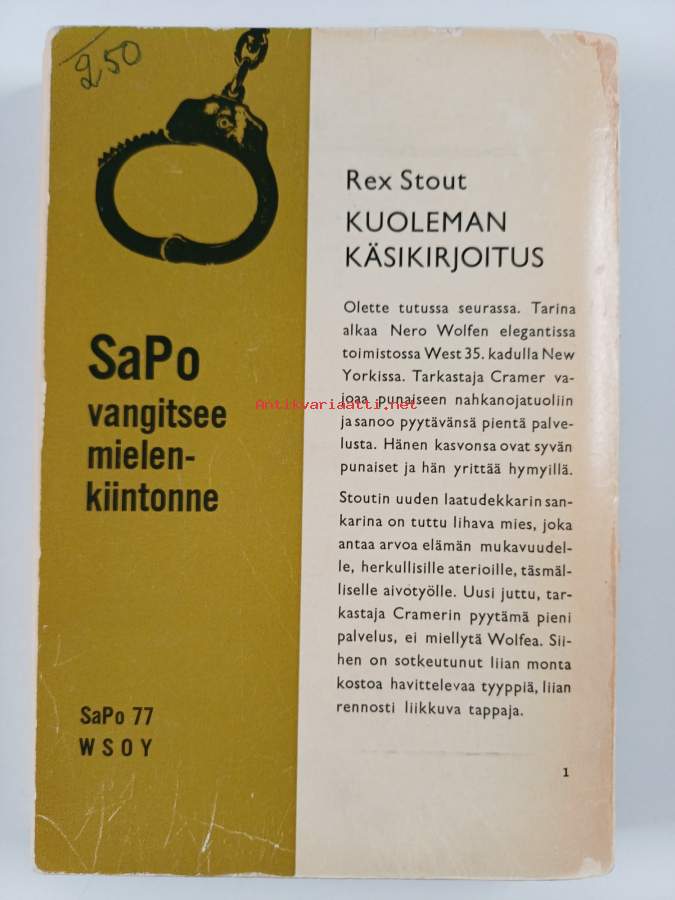 250
SaPo
vangitsee
mielen-
kiintonne
SaPo 77
WSOY
Rex Stout
KUOLEMAN
KÄSIKIRJOITUS
Olette tutussa seurassa. Tarina
alkaa Nero Wolfen elegantissa
toimistossa West 35. kadulla New
Yorkissa. Tarkastaja Cramer va-
joaa punaiseen nahkanojatuoliin
ja sanoo pyytävänsä pientä palve-
lusta. Hänen kasvonsa ovat syvän
punaiset ja hän yrittää hymyillä.
Stoutin uuden laatudekkarin san-
karina on tuttu lihava mies, joka
antaa arvoa elämän mukavuudel-
le, herkullisille aterioille, täsmäl-
liselle aivotyölle. Uusi juttu, tar-
kastaja Cramerin pyytämä pieni
palvelus, ei miellytä Wolfea. Sii-
hen on sotkeutunut liian monta
kostoa havittelevaa tyyppiä, liian
rennosti liikkuva tappaja.
1
Antikvariaatti.net